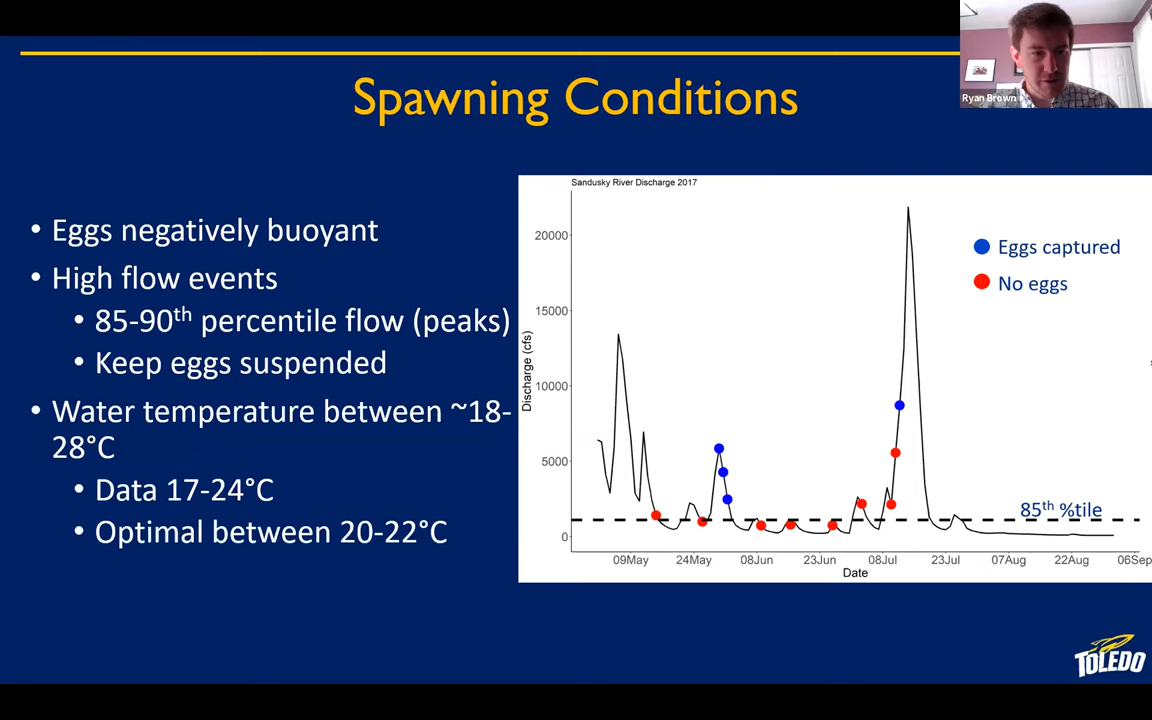 Ryan Brown
Spawning Conditions
• Eggs negatively buoyant
• High flow events
• 85-90th percentile flow (peaks)
• Keep eggs suspended
• Water temperature between ~18-
28°C
• Data 17-24°C
• Optimal between 20-22°C
Sandusky River Discharge 2017
Eggs captured
No eggs
85th %tile
Discharge (cfs)
20000
15000
10000
5000
0
09May 24May 08Jun 23Jun 08Jul 23Jul 07Aug 22Aug 06Sep
Date
TOLEDO